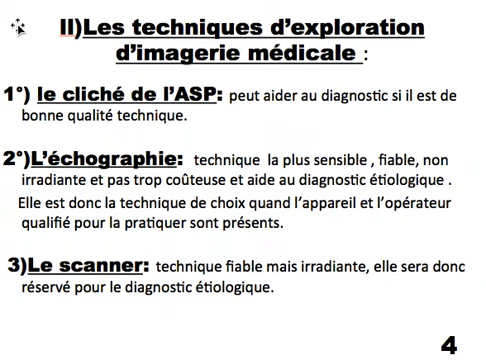 II)Les techniques d’exploration
d’imagerie médicale :
1°) le cliché de l’ASP: peut aider au diagnostic si il est de
bonne qualité technique.
2°)L’échographie: technique la plus sensible , fiable, non
irradiante et pas trop coûteuse et aide au diagnostic étiologique .
Elle est donc la technique de choix quand l’appareil et l’opérateur
qualifié pour la pratiquer sont présents.
3)Le scanner: technique fiable mais irradiante, elle sera donc
réservé pour le diagnostic étiologique.
4